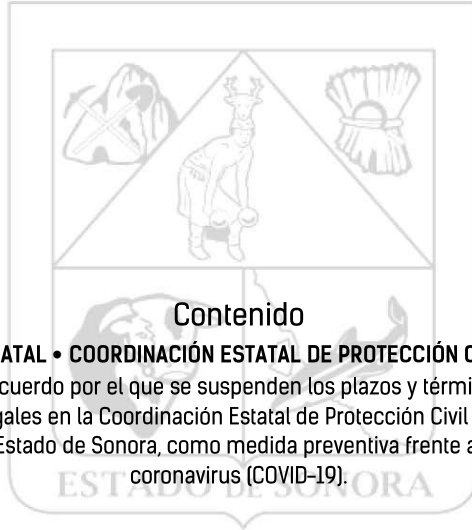 Contenido
ATAL • COORDINACIÓN ESTATAL DE PROTECCIÓN C
cuerdo por el que se suspenden los plazos y térmi
gales en la Coordinación Estatal de Protección Civil
Estado de Sonora, como medida preventiva frente a
coronavirus (COVID-19).
ESTADO DE SONORA